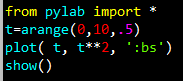 from pylab import *
t=arange(0,10,.5)
plot( t, t**2, ':bs')
show()